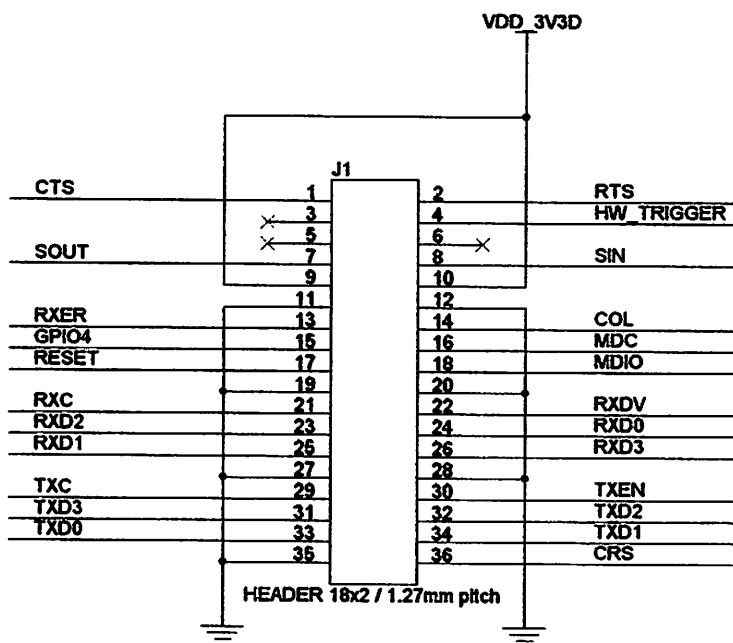 VDD_3V3D
J1
CTS 1 2 RTS
3 4 HW_TRIGGER
5 6
SOUT 7 8 SIN
9 10
11 12
RXER 13 14 COL
GPIO4 15 16 MDC
RESET 17 18 MDIO
19 20
RXC 21 22 RXDV
RXD2 23 24 RXD0
RXD1 25 26 RXD3
27 28
TXC 29 30 TXEN
TXD3 31 32 TXD2
TXD0 33 34 TXD1
35 36 CRS
HEADER 18x2 / 1.27mm pitch